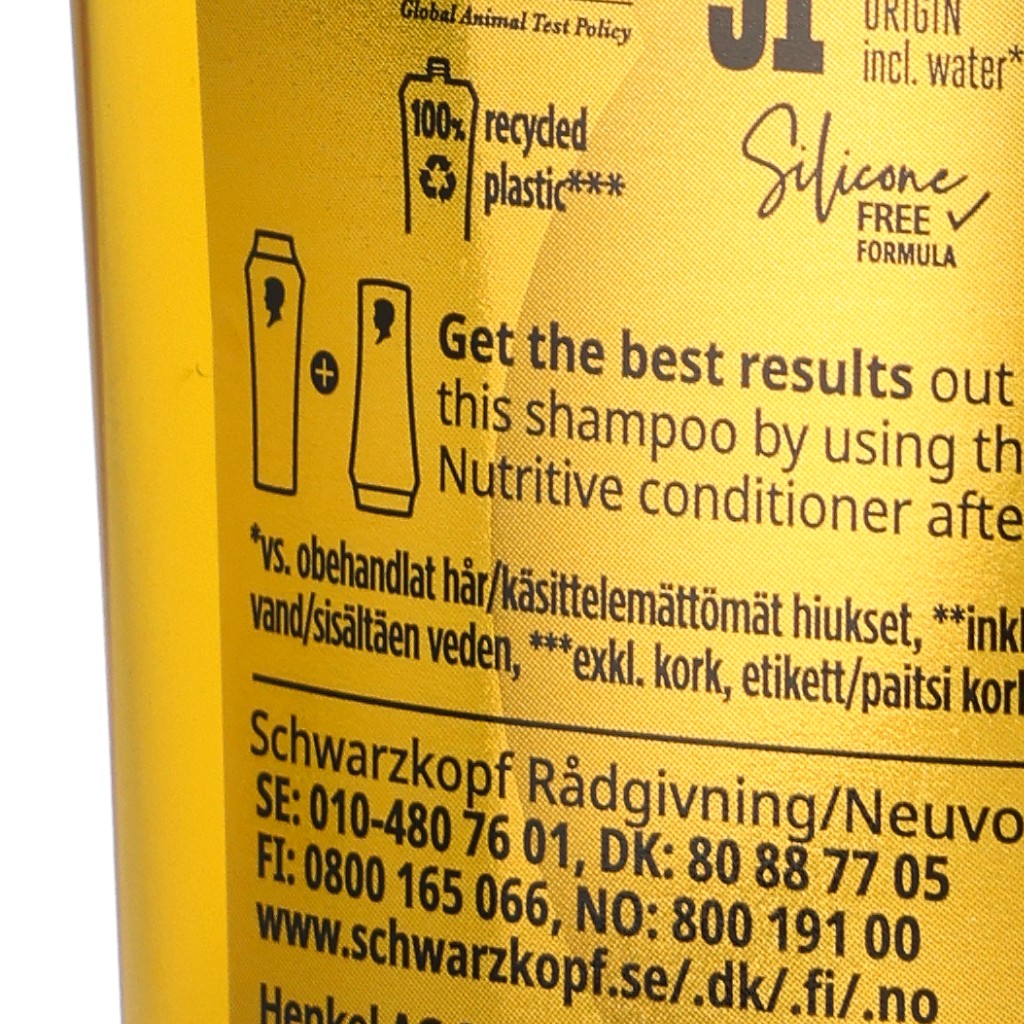 Global Animal Test Policy
ORIGIN
incl. water*
100% recycled
plastic***
Silicone
FREE
FORMULA
Get the best results out
this shampoo by using th
Nutritive conditioner afte
*vs. obehandlat hår/käsittelemättömät hiukset, **inkl
vand/sisältäen veden, ***exkl. kork, etikett/paitsi kork
Schwarzkopf Rådgivning/Neuvo
SE: 010-480 76 01, DK: 80 88 77 05
FI: 0800 165 066, NO: 800 191 00
www.schwarzkopf.se/.dk/.fi/.no
Henkel AG